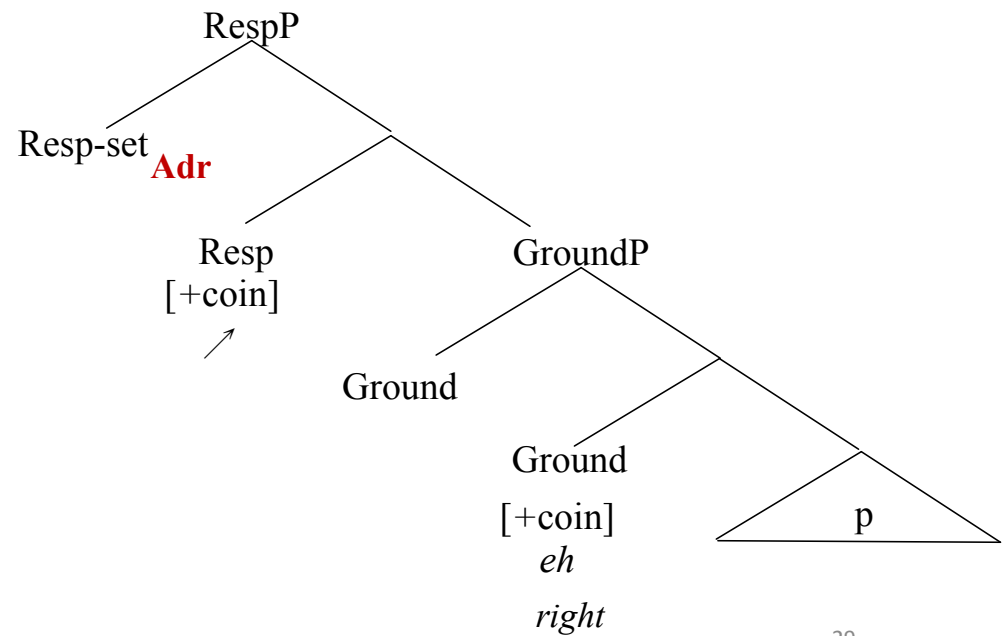 RespP
Resp-set Adr
Resp
[+coin]
GroundP
Ground
Ground
[+coin]
eh
right
p